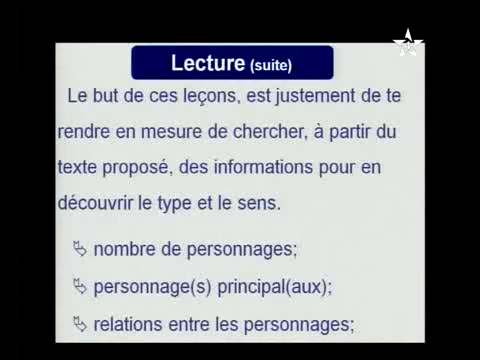 Lecture (suite)
Le but de ces leçons, est justement de te
rendre en mesure de chercher, à partir du
texte proposé, des informations pour en
découvrir le type et le sens.
nombre de personnages;
personnage(s) principal(aux);
relations entre les personnages;